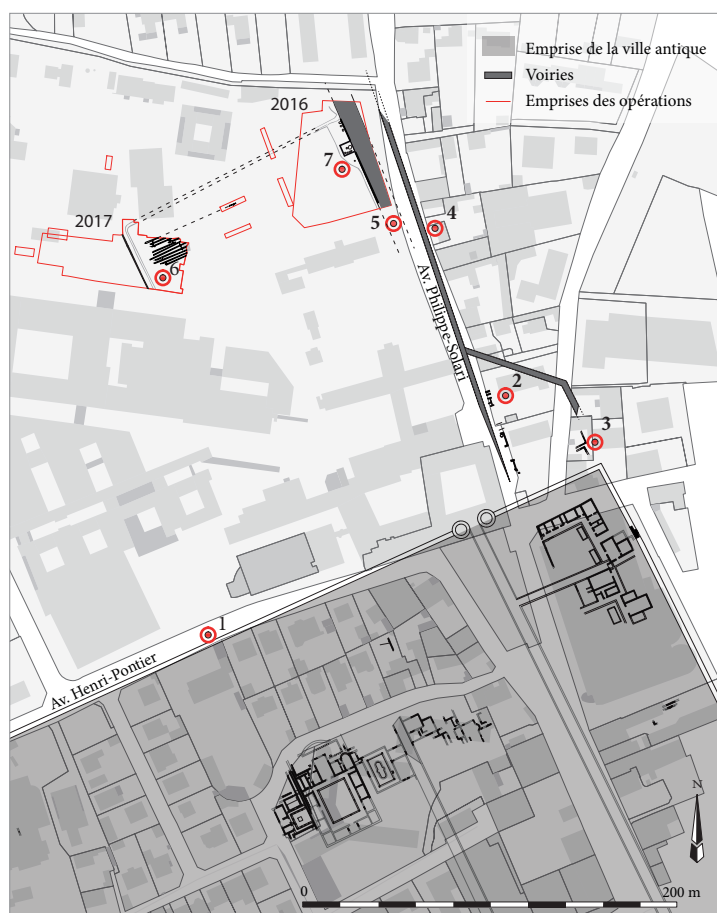 Emprise de la ville antique
Voiries
Emprises des opérations
2016
7
2017
5
4
6
Av. Philippe-Solari
2
3
1
Av. Henri-Pontier
N
0
200 m